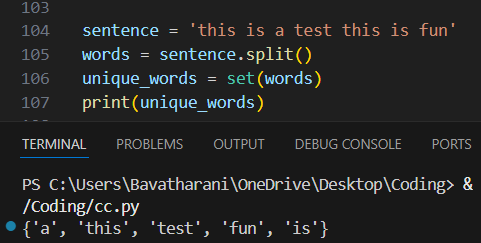 103
104 sentence = 'this is a test this is fun'
105 words = sentence.split()
106 unique_words = set(words)
107 print(unique_words)
TERMINAL PROBLEMS OUTPUT DEBUG CONSOLE PORTS
PS C:\Users\Bavatharani\OneDrive\Desktop\Coding> &
/Coding/cc.py
{'a', 'this', 'test', 'fun', 'is'}